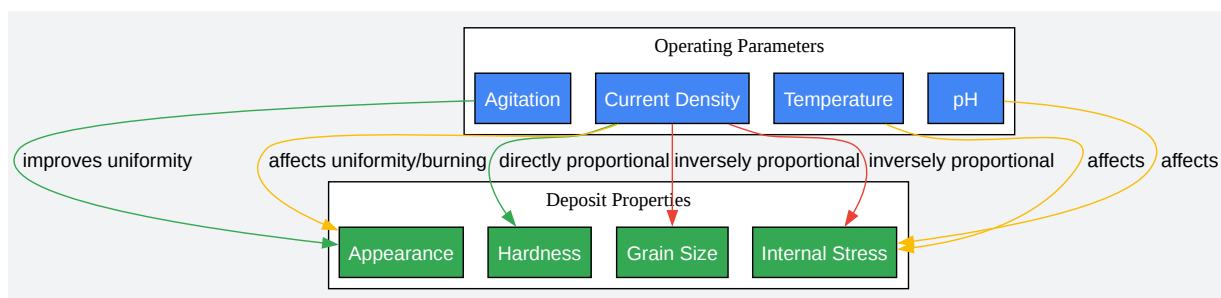 Operating Parameters
Agitation
Current Density
Temperature
pH
improves uniformity
affects uniformity/burning
directly proportional
inversely proportional
inversely proportional
affects
affects
Deposit Properties
Appearance
Hardness
Grain Size
Internal Stress